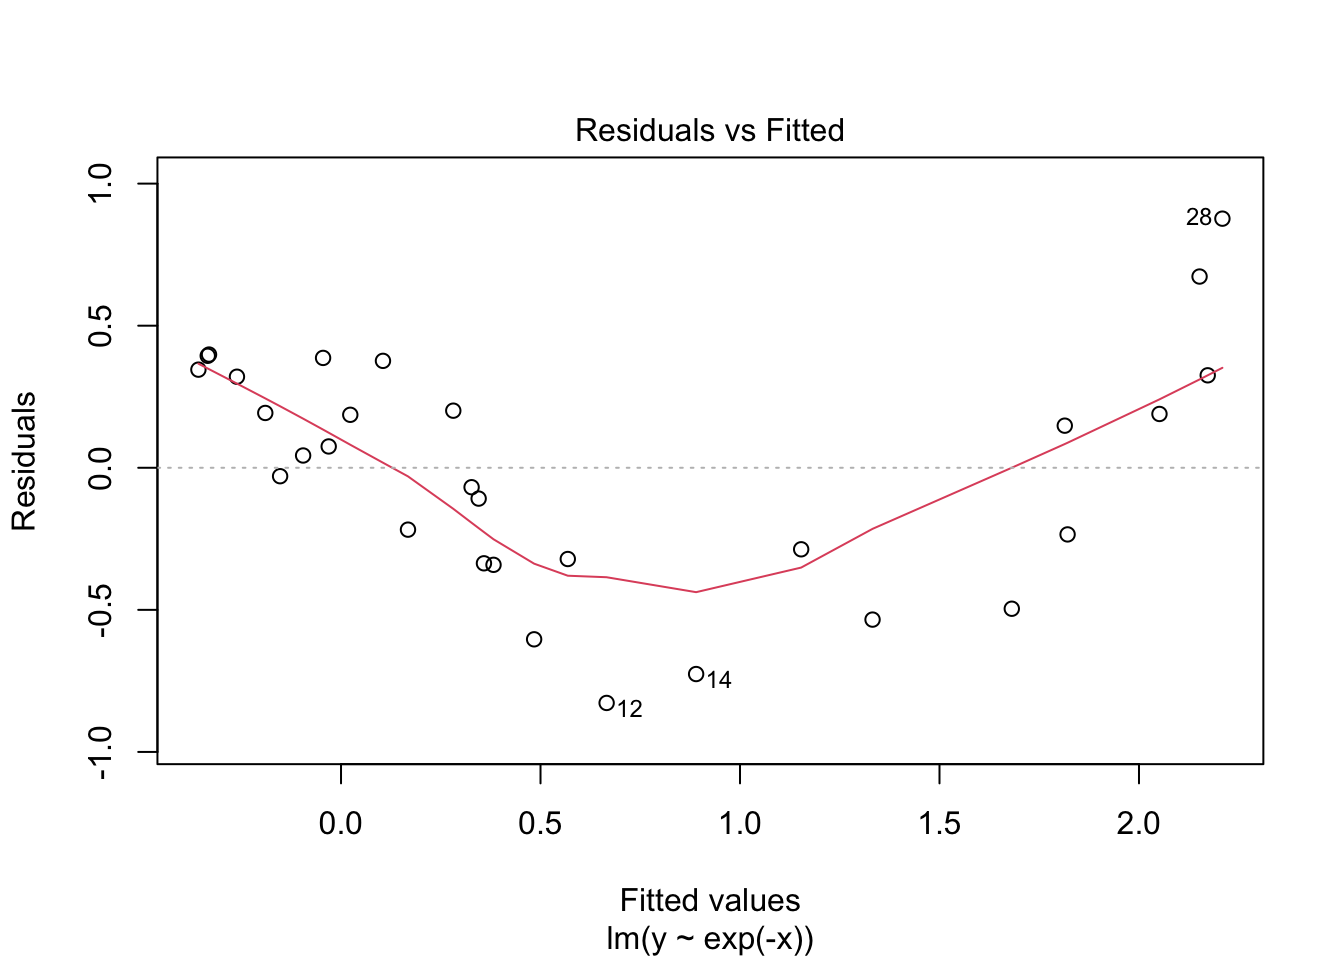 Residuals vs Fitted
Residuals
1.0
0.5
0.0
-0.5
-1.0
28
12
14
0.0 0.5 1.0 1.5 2.0
Fitted values
lm(y ~ exp(-x))